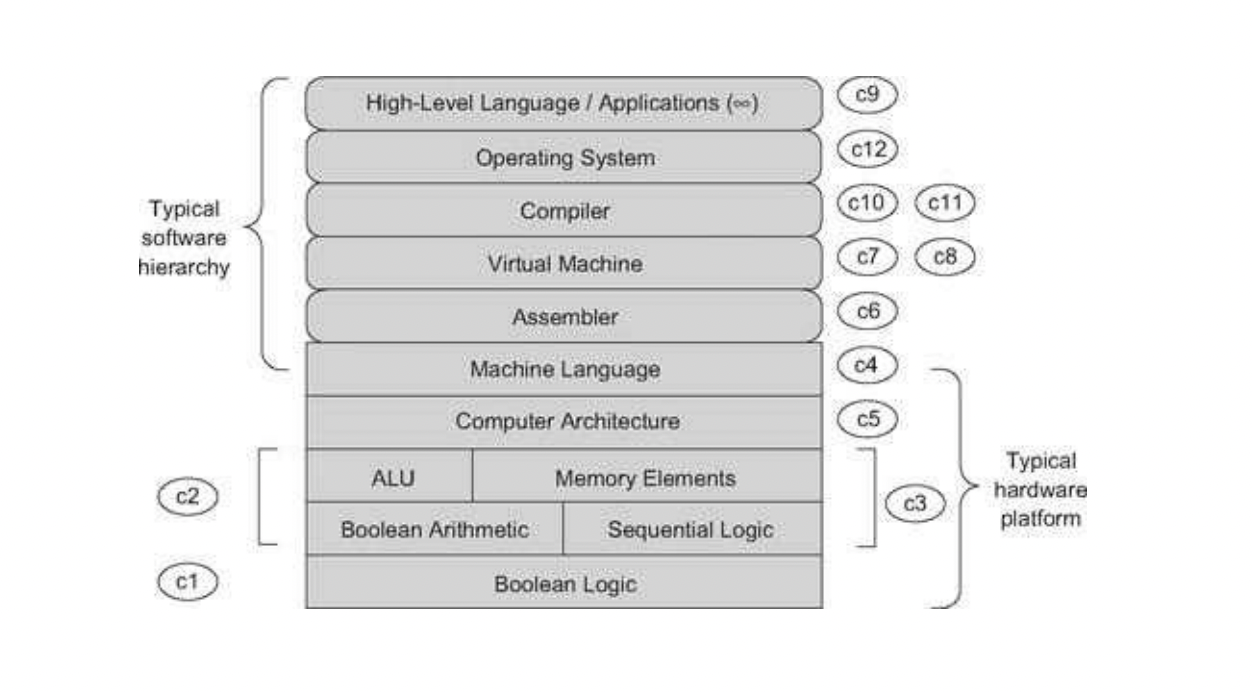 High-Level Language / Applications (∞)
c9
Operating System
c12
Compiler
c10
c11
Typical
software
hierarchy
Virtual Machine
c7
c8
Assembler
c6
Machine Language
c4
Computer Architecture
c5
c2
ALU
Memory Elements
c3
Typical
hardware
platform
Boolean Arithmetic
Sequential Logic
c1
Boolean Logic